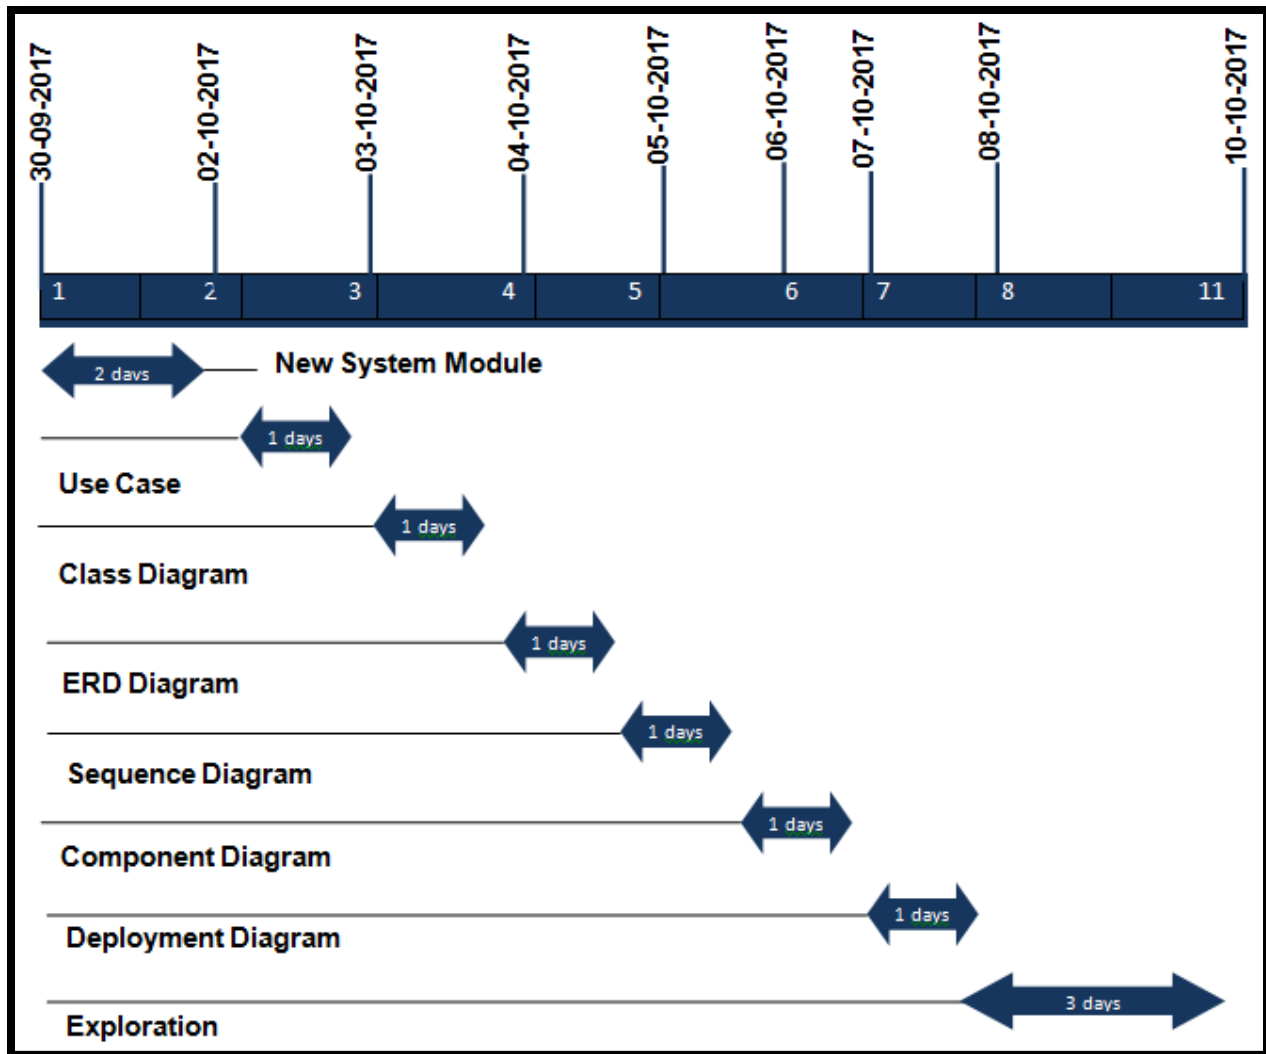 30-09-2017
02-10-2017
03-10-2017
04-10-2017
05-10-2017
06-10-2017
07-10-2017
08-10-2017
10-10-2017
1 2 3 4 5 6 7 8 11
2 days
New System Module
1 days
Use Case
1 days
Class Diagram
1 days
ERD Diagram
1 days
Sequence Diagram
1 days
Component Diagram
1 days
Deployment Diagram
3 days
Exploration